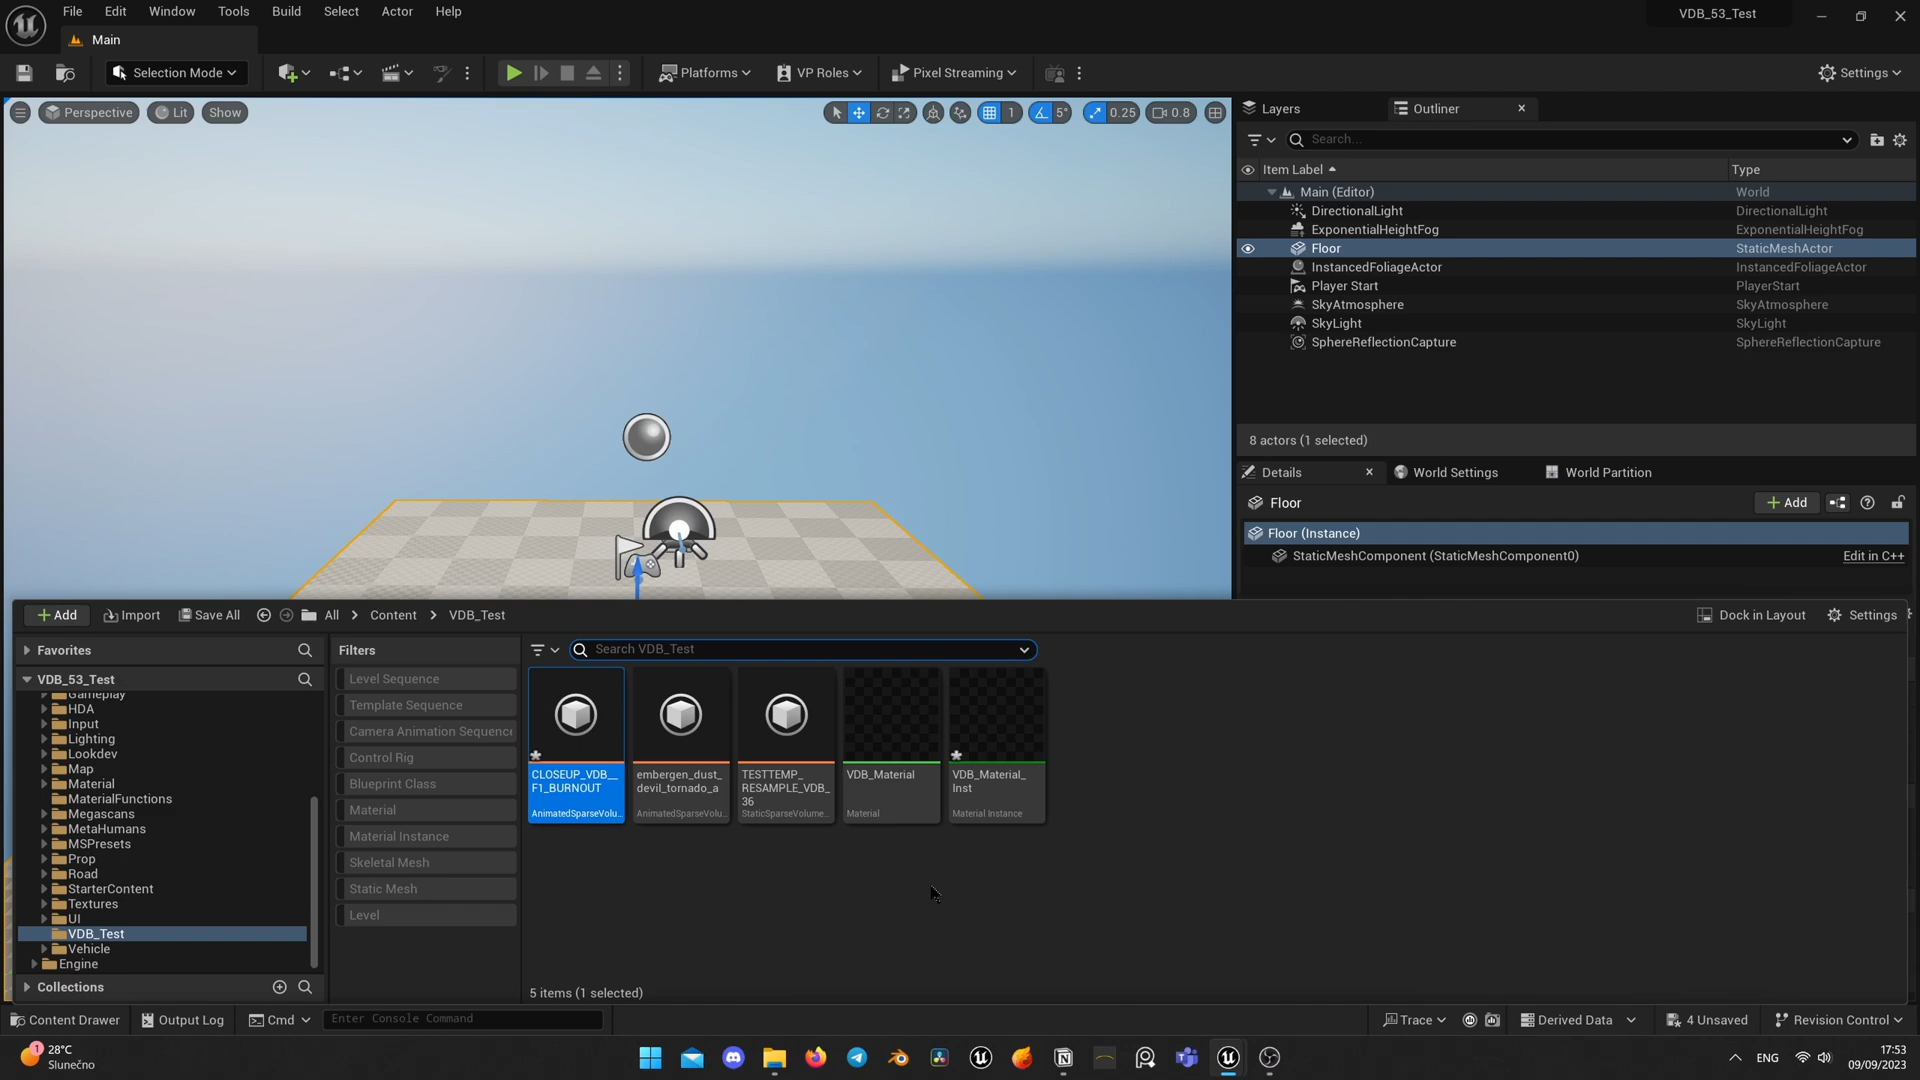 File Edit Window Tools Build Select Actor Help
VDB_53_Test
Main
Selection Mode
Platforms
VP Roles
Pixel Streaming
Settings
Perspective
Lit
Show
1
5°
0.25
0.8
Layers
Outliner
Search...
Item Label
Type
Main (Editor) World
DirectionalLight DirectionalLight
ExponentialHeightFog ExponentialHeightFog
Floor StaticMeshActor
InstancedFoliageActor InstancedFoliageActor
Player Start PlayerStart
SkyAtmosphere SkyAtmosphere
SkyLight SkyLight
SphereReflectionCapture SphereReflectionCapture
8 actors (1 selected)
Details
World Settings
World Partition
Floor
Add
Floor (Instance)
StaticMeshComponent (StaticMeshComponent0) Edit in C++
Add
Import
Save All
All
Content
VDB_Test
Dock in Layout
Settings
Favorites
VDB_53_Test
Gameplay
HDA
Input
Lighting
Lookdev
Map
Material
MaterialFunctions
Megascans
MetaHumans
MSPresets
Prop
Road
StarterContent
Textures
UI
VDB_Test
Vehicle
Engine
Collections
Filters
Level Sequence
Template Sequence
Camera Animation Sequence
Control Rig
Blueprint Class
Material
Material Instance
Skeletal Mesh
Static Mesh
Level
Search VDB_Test
CLOSEUP_VDB__
F1_BURNOUT
AnimatedSparseVolu...
embergen_dust_
devil_tornado_a
AnimatedSparseVolu...
TESTTEMP_
RESAMPLE_VDB_
36
StaticSparseVolume...
VDB_Material
Material
VDB_Material_
Inst
Material Instance
5 items (1 selected)
Content Drawer
Output Log
Cmd
Enter Console Command
Trace
Derived Data
4 Unsaved
Revision Control
1
28°C
Slunečno
ENG
17:53
09/09/2023